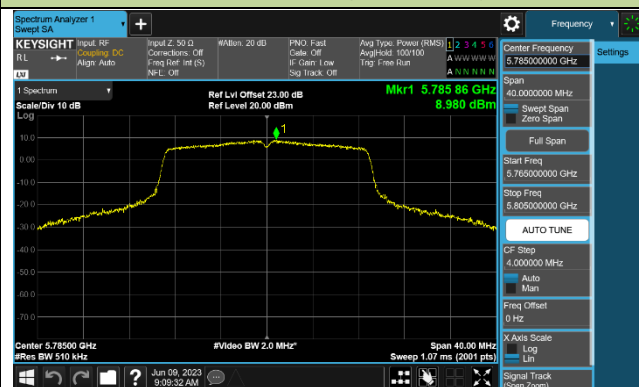 Spectrum Analyzer 1
Swept SA
Frequency
KEYSIGHT
Input: RF
Coupling: DC
Align: Auto
Input Z: 50 Ω
Corrections: Off
Freq Ref: Int (S)
NFE: Off
#Atten: 20 dB
PNO: Fast
Gate: Off
IF Gain: Low
Sig Track: Off
Avg Type: Power (RMS)
Avg|Hold: 100/100
Trig: Free Run
1 2 3 4 5 6
A W W W W W
A N N N N N
RL
LXI
1 Spectrum
Scale/Div 10 dB
Log
Ref Lvl Offset 23.00 dB
Ref Level 20.00 dBm
Mkr1 5.785 86 GHz
8.980 dBm
1
10.0
0.00
-10.0
-20.0
-30.0
-40.0
-50.0
-60.0
-70.0
Center 5.78500 GHz
#Res BW 510 kHz
#Video BW 2.0 MHz*
Span 40.00 MHz
Sweep 1.07 ms (2001 pts)
Jun 09, 2023
9:09:32 AM
Center Frequency
5.785000000 GHz
Settings
Span
40.0000000 MHz
Swept Span
Zero Span
Full Span
Start Freq
5.765000000 GHz
Stop Freq
5.805000000 GHz
AUTO TUNE
CF Step
4.000000 MHz
Auto
Man
Freq Offset
0 Hz
X Axis Scale
Log
Lin
Signal Track
(Span Zoom)